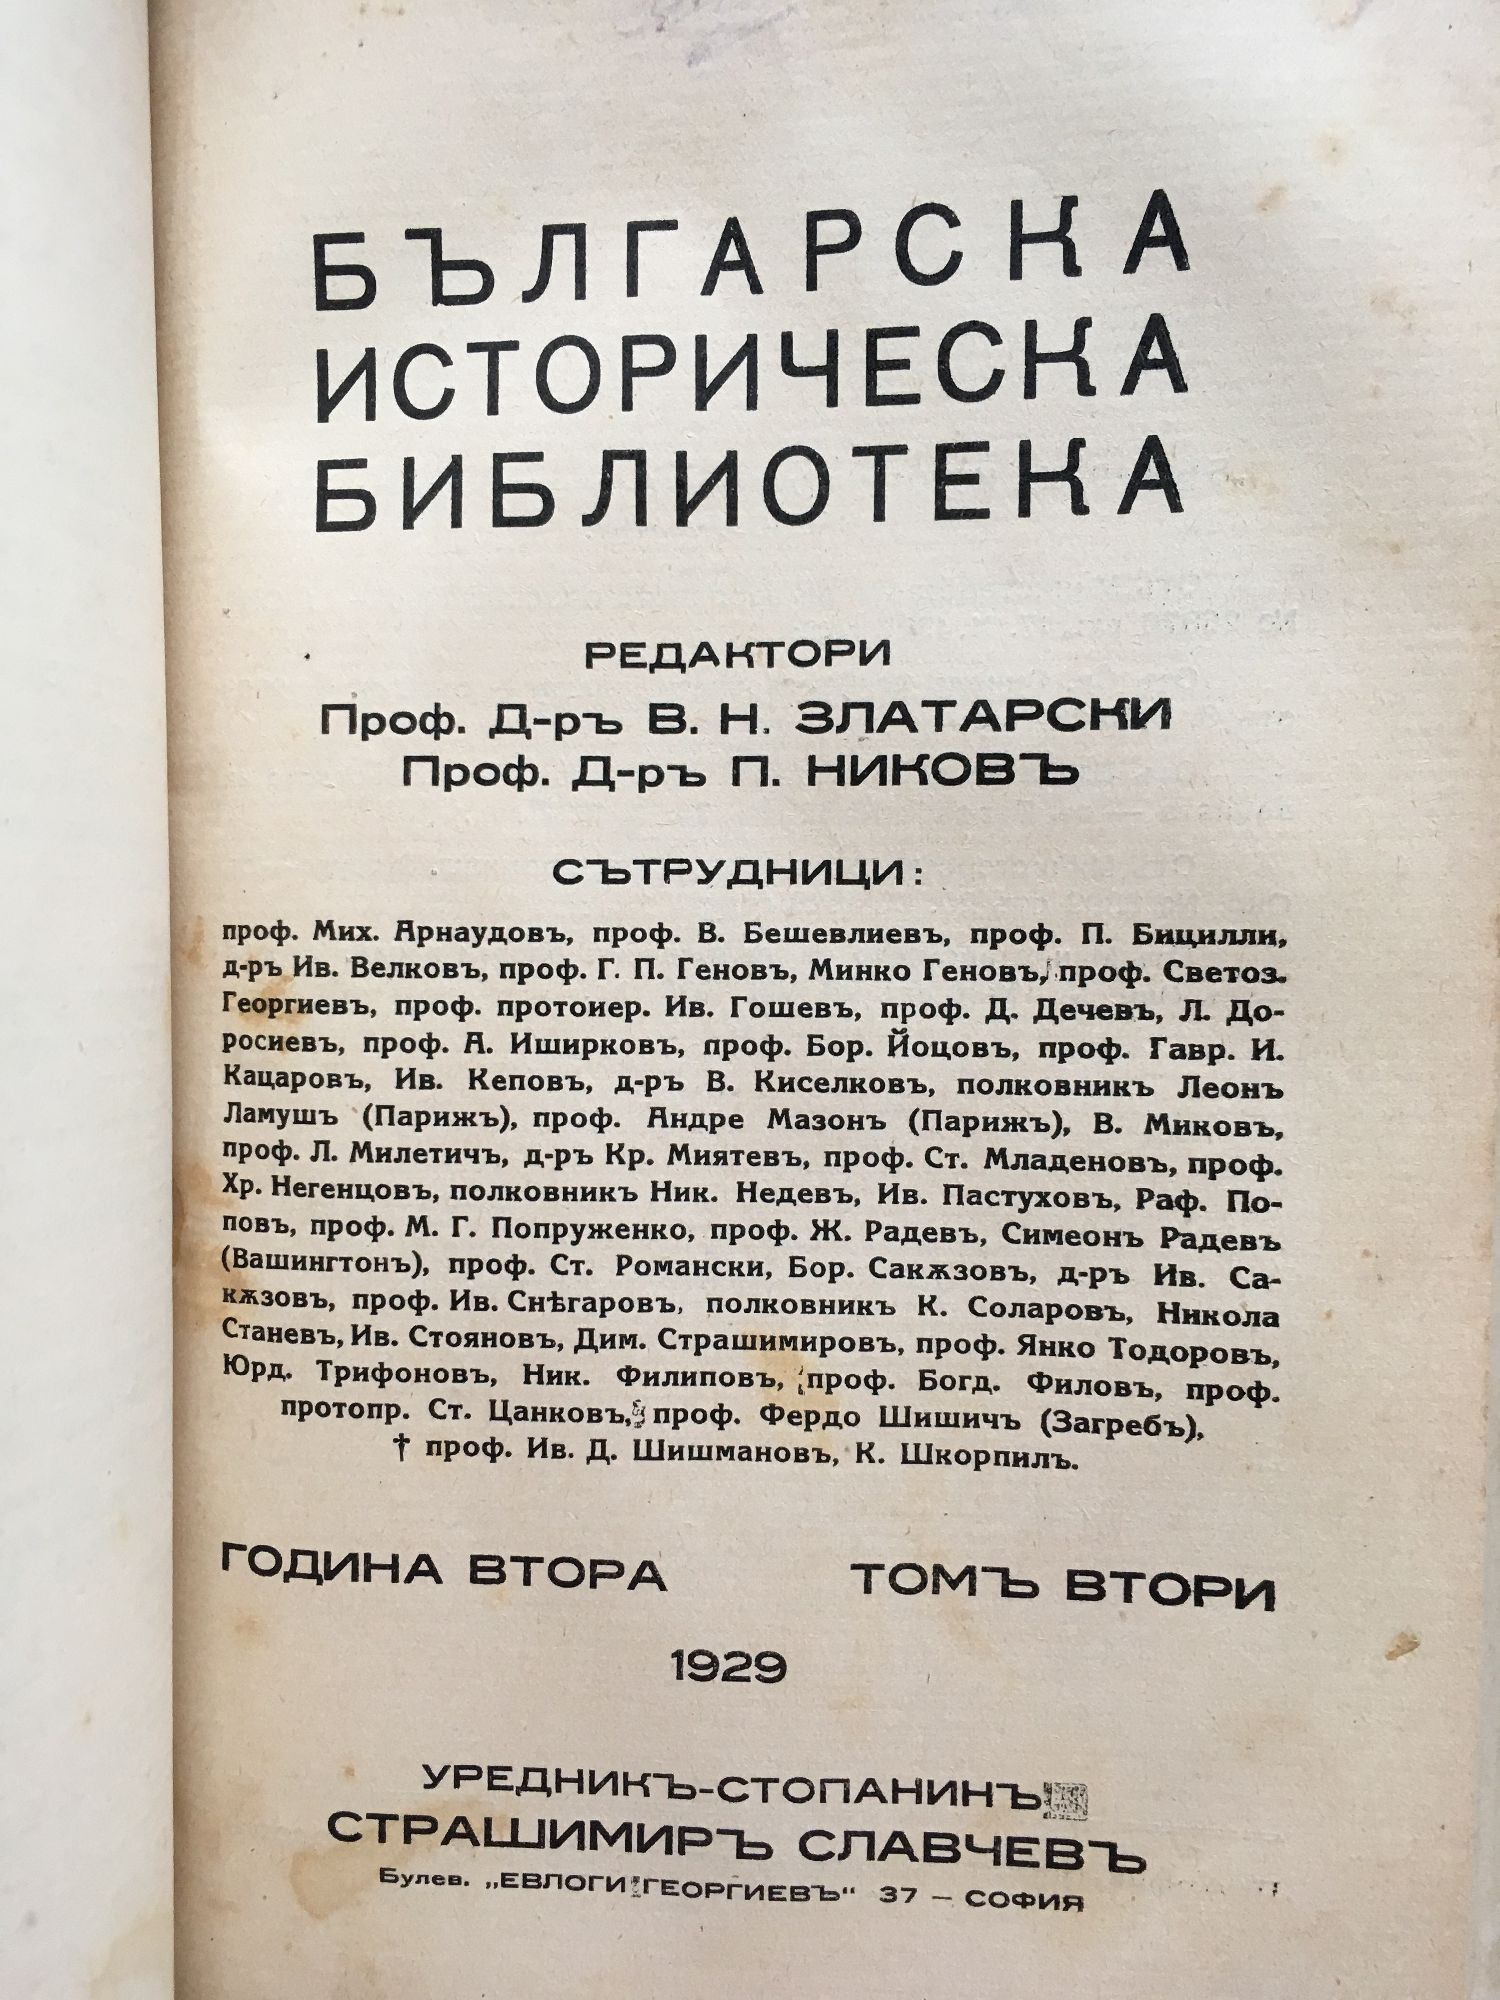 БЪЛГАРСКА
ИСТОРИЧЕСКА
БИБЛИОТЕКА
РЕДАКТОРИ
Проф. Д-ръ В. Н. ЗЛАТАРСКИ
Проф. Д-ръ П. НИКОВЪ
СЪТРУДНИЦИ:
проф. Мих. Арнаудовъ, проф. В. Бешевлиевъ, проф. П. Бицилли,
д-ръ Ив. Велковъ, проф. Г. П. Геновъ, Минко Геновъ, проф. Светоз.
Георгиевъ, проф. протоиер. Ив. Гошевъ, проф. Д. Дечевъ, Л. До-
росиевъ, проф. А. Иширковъ, проф. Бор. Йоцовъ, проф. Гавр. И.
Кацаровъ, Ив. Кеповъ, д-ръ В. Киселковъ, полковникъ Леонъ
Ламушъ (Парижъ), проф. Андре Мазонъ (Парижъ), В. Миковъ,
проф. Л. Милетичъ, д-ръ Кр. Миятевъ, проф. Ст. Младеновъ, проф.
Хр. Негенцовъ, полковникъ Ник. Недевъ, Ив. Пастуховъ, Раф. По-
повъ, проф. М. Г. Попруженко, проф. Ж. Радевъ, Симеонъ Радевъ
(Вашингтонъ), проф. Ст. Романски, Бор. Сакѫзовъ, д-ръ Ив. Са-
кѫзовъ, проф. Ив. Снѣгаровъ, полковникъ К. Соларовъ, Никола
Станевъ, Ив. Стояновъ, Дим. Страшимировъ, проф. Янко Тодоровъ,
Юрд. Трифоновъ, Ник. Филиповъ, проф. Богд. Филовъ, проф.
протопр. Ст. Цанковъ, проф. Фердо Шишичъ (Загребъ),
† проф. Ив. Д. Шишмановъ, К. Шкорпилъ.
ГОДИНА ВТОРА ТОМЪ ВТОРИ
1929
УРЕДНИКЪ-СТОПАНИНЪ
СТРАШИМИРЪ СЛАВЧЕВЪ
Булев. „ЕВЛОГИ ГЕОРГИЕВЪ“ 37 — СОФИЯ